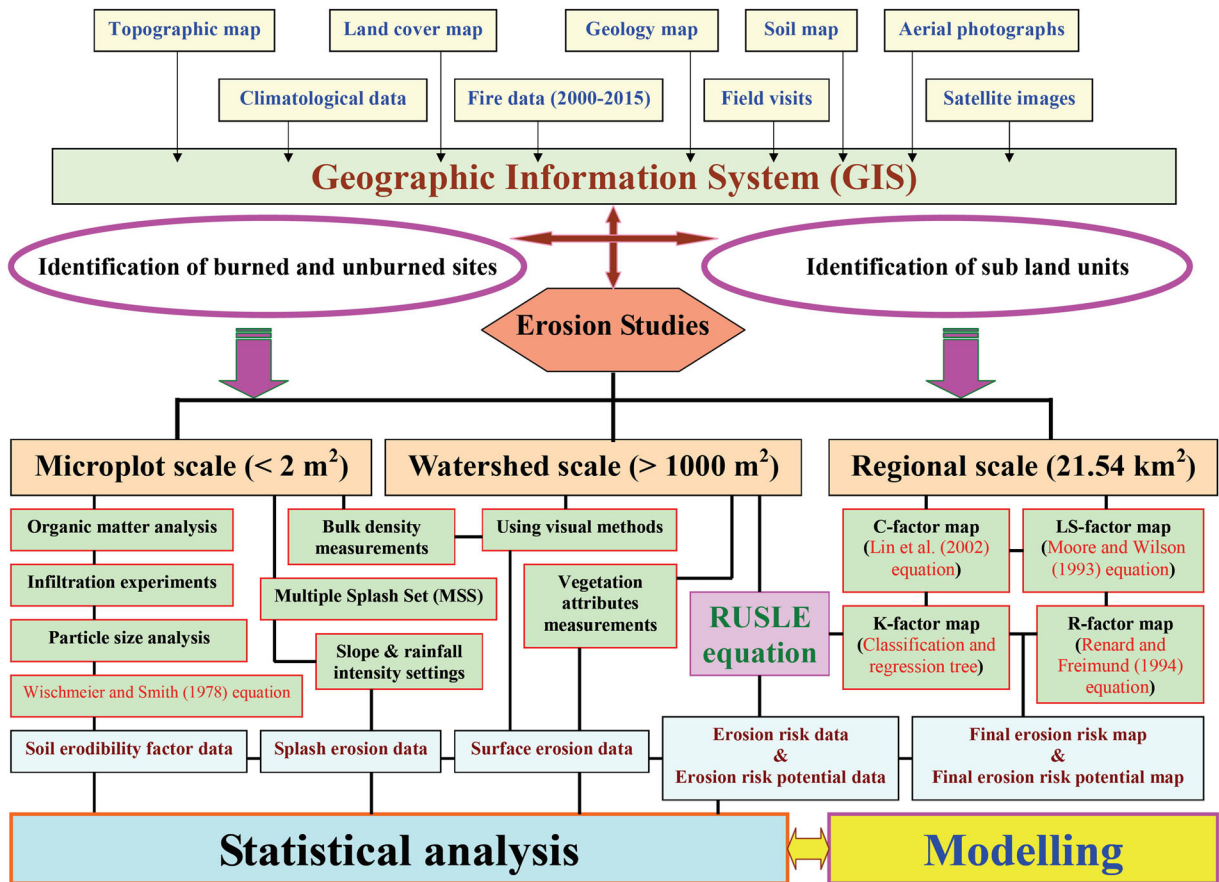 Topographic map
Land cover map
Geology map
Soil map
Aerial photographs
Climatological data
Fire data (2000-2015)
Field visits
Satellite images
Geographic Information System (GIS)
Identification of burned and unburned sites
Identification of sub land units
Erosion Studies
Microplot scale (< 2 m²)
Watershed scale (> 1000 m²)
Regional scale (21.54 km²)
Organic matter analysis
Infiltration experiments
Particle size analysis
Wischmeier and Smith (1978) equation
Bulk density
measurements
Multiple Splash Set (MSS)
Slope & rainfall
intensity settings
Using visual methods
Vegetation
attributes
measurements
RUSLE
equation
C-factor map
(Lin et al. (2002)
equation)
LS-factor map
(Moore and Wilson
(1993) equation)
K-factor map
(Classification and
regression tree)
R-factor map
(Renard and
Freimund (1994)
equation)
Soil erodibility factor data
Splash erosion data
Surface erosion data
Erosion risk data
&
Erosion risk potential data
Final erosion risk map
&
Final erosion risk potential map
Statistical analysis
Modelling